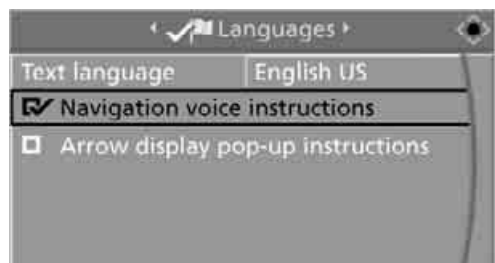 Languages
Text language English US
Navigation voice instructions
Arrow display pop-up instructions